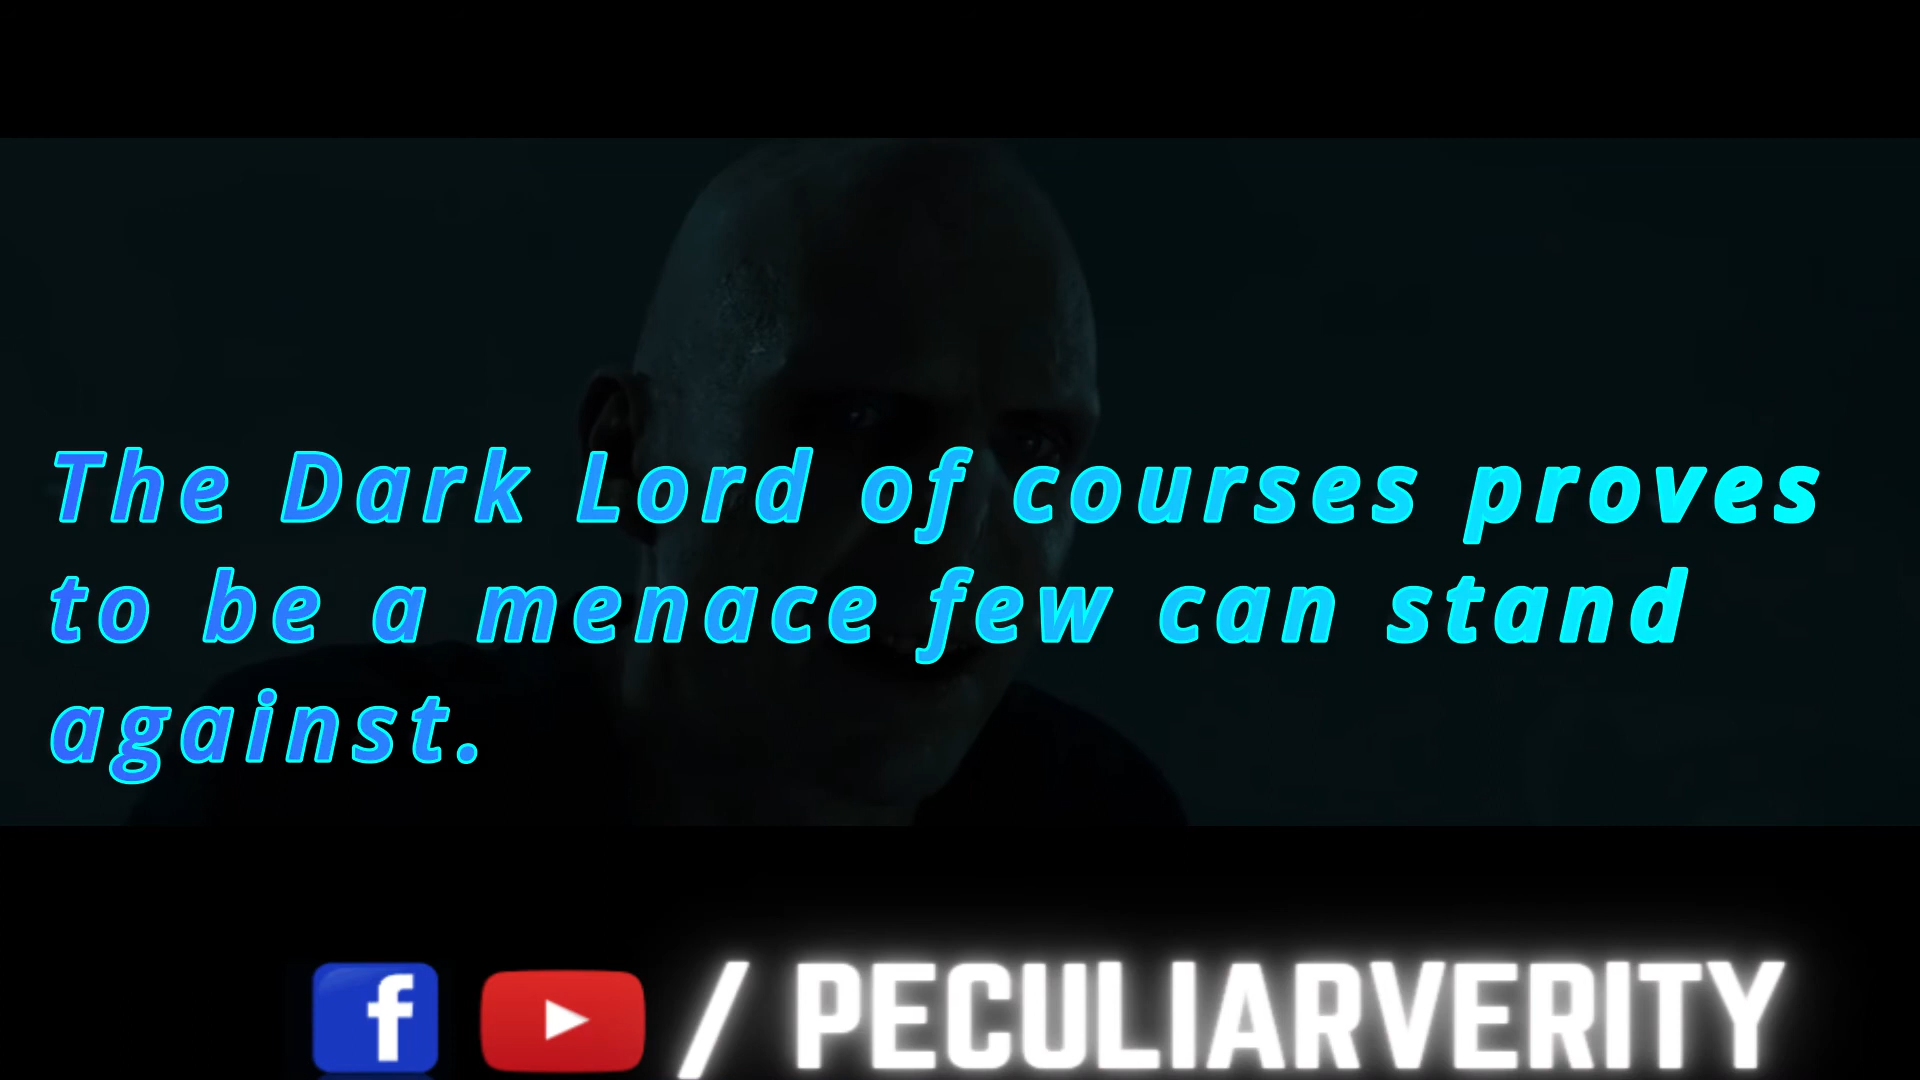 The Dark Lord of courses proves
to be a menace few can stand
against.
f / PECULIARVERITY